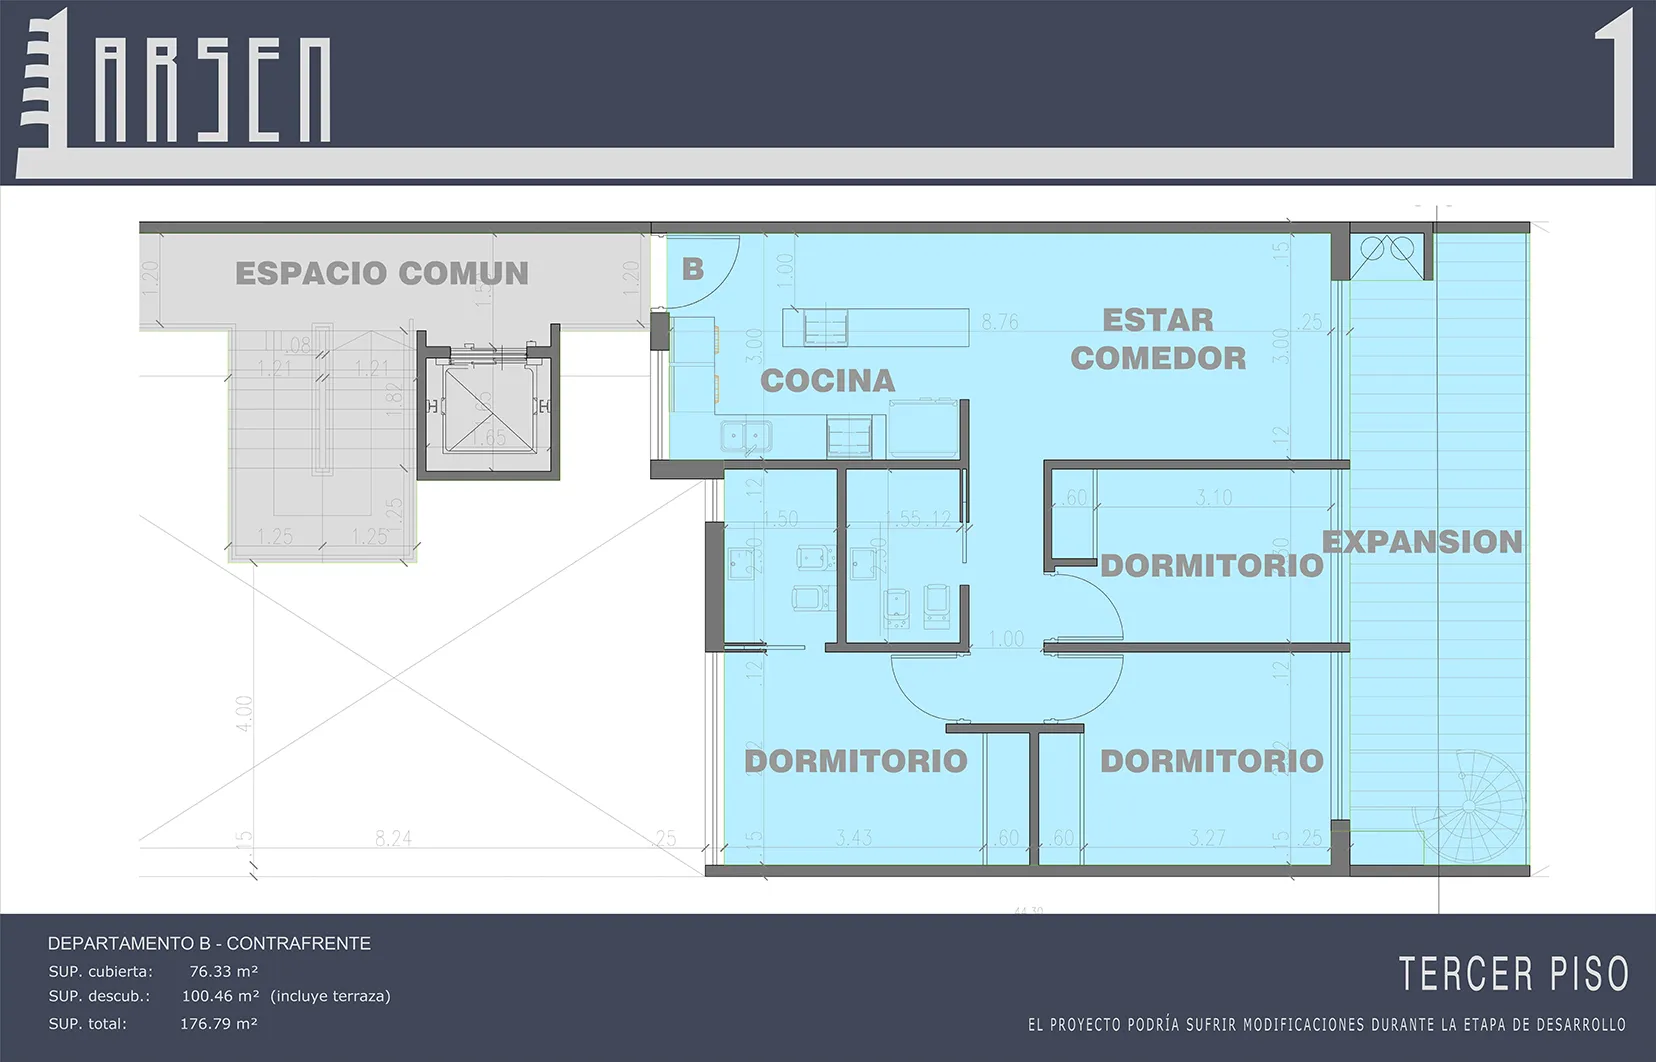 LARSEN
ESPACIO COMUN
B
1.20
1.20
1.00
.15
8.76
ESTAR
COMEDOR
.25
3.00
3.00
COCINA
.08
1.21
1.21
1.82
1.65
1.65
.12
.12
1.50
1.55
.12
.60
3.10
1.25
1.25
1.25
DORMITORIO
EXPANSION
1.00
.12
.12
4.00
DORMITORIO
DORMITORIO
.15
8.24
.25
.15
3.43
.60
.60
3.27
.15
.25
44.30
DEPARTAMENTO B - CONTRAFRENTE
SUP. cubierta: 76.33 m²
SUP. descub.: 100.46 m² (incluye terraza)
SUP. total: 176.79 m²
TERCER PISO
EL PROYECTO PODRÍA SUFRIR MODIFICACIONES DURANTE LA ETAPA DE DESARROLLO